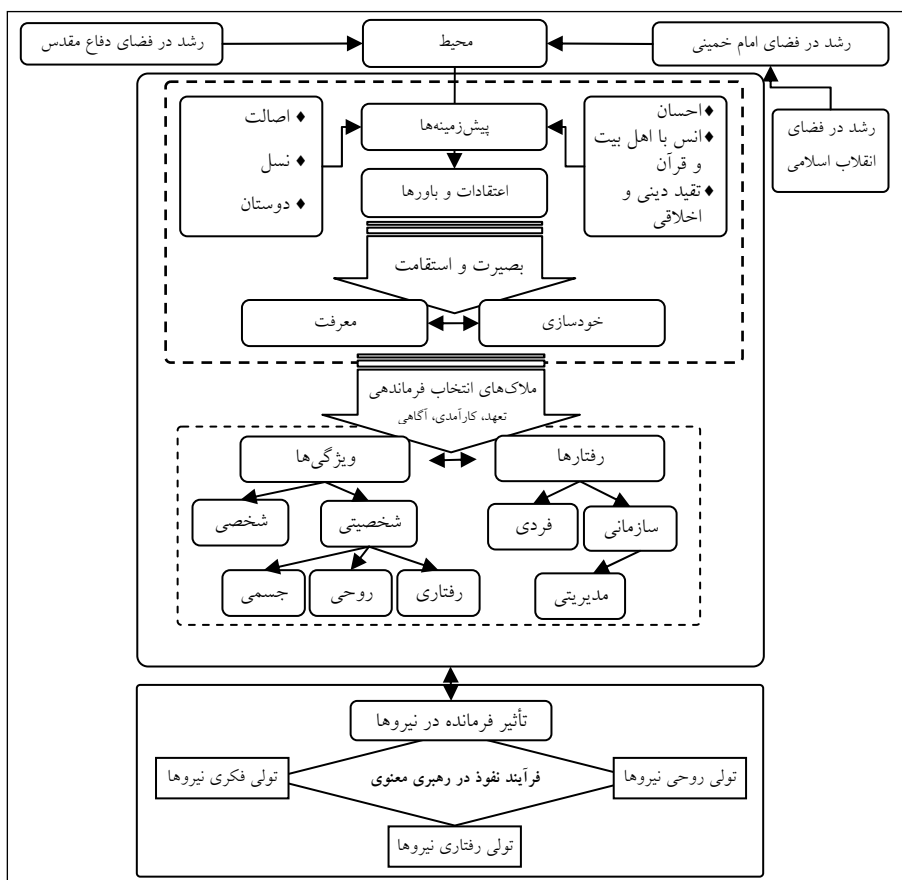 رشد در فضای امام خمینی
محیط
رشد در فضای دفاع مقدس
رشد در فضای
انقلاب اسلامی
♦ احسان
♦ انس با اهل بیت
و قرآن
♦ تقید دینی و
اخلاقی
پیش‌زمینه‌ها
♦ اصالت
♦ نسل
♦ دوستان
اعتقادات و باورها
بصیرت و استقامت
خودسازی
معرفت
ملاک‌های انتخاب فرماندهی
تعهد، کارآمدی، آگاهی
رفتارها
ویژگی‌ها
سازمانی
فردی
شخصیتی
شخصی
مدیریتی
رفتاری
روحی
جسمی
تأثیر فرمانده در نیروها
تولی روحی نیروها
فرآیند نفوذ در رهبری معنوی
تولی فکری نیروها
تولی رفتاری نیروها